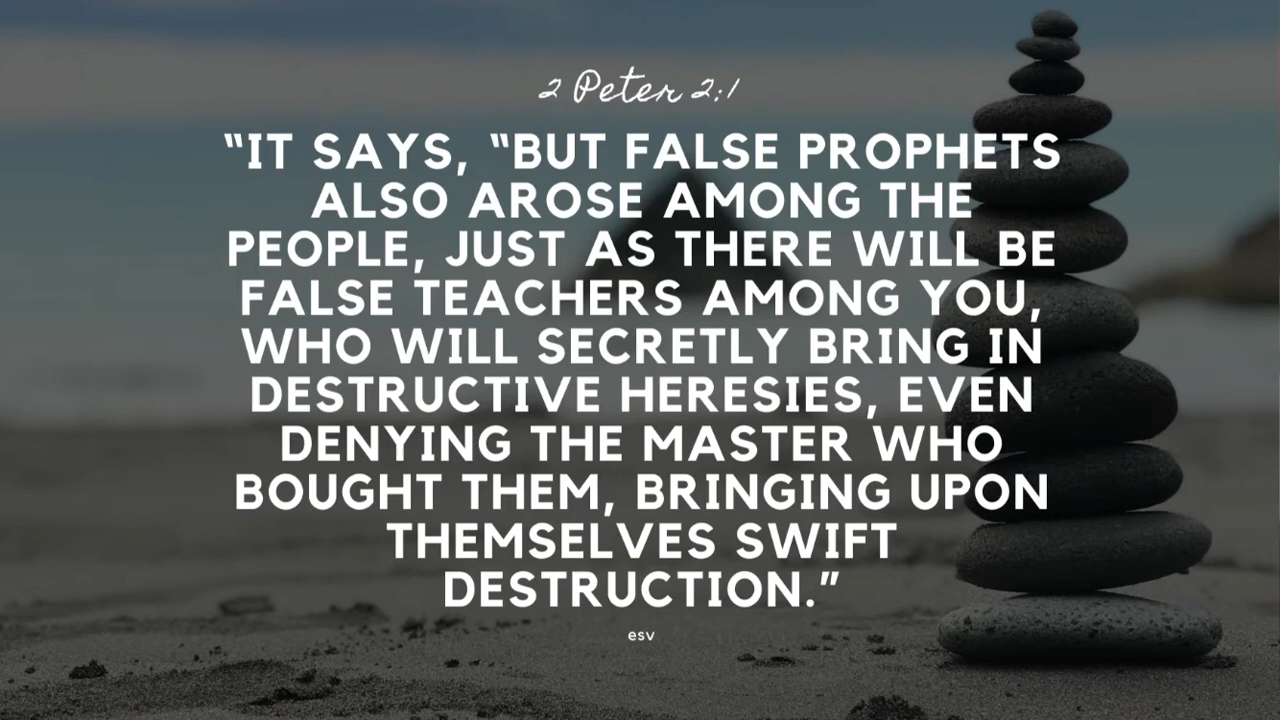 2 Peter 2:1
“IT SAYS, “BUT FALSE PROPHETS
ALSO AROSE AMONG THE
PEOPLE, JUST AS THERE WILL BE
FALSE TEACHERS AMONG YOU,
WHO WILL SECRETLY BRING IN
DESTRUCTIVE HERESIES, EVEN
DENYING THE MASTER WHO
BOUGHT THEM, BRINGING UPON
THEMSELVES SWIFT
DESTRUCTION.”
esv